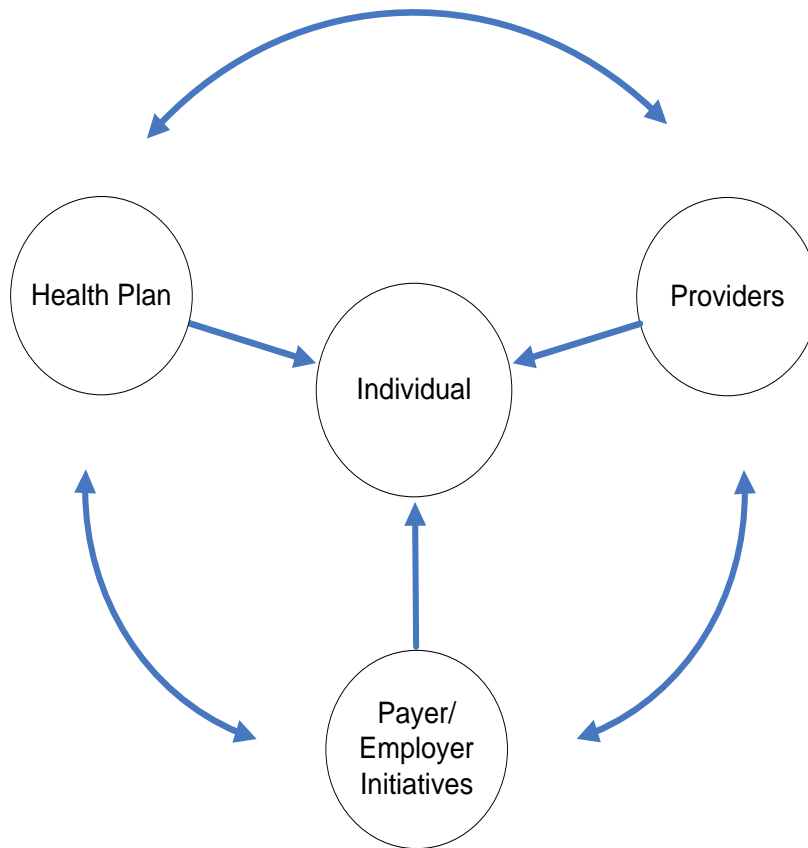 Health Plan
Providers
Individual
Payer/
Employer
Initiatives